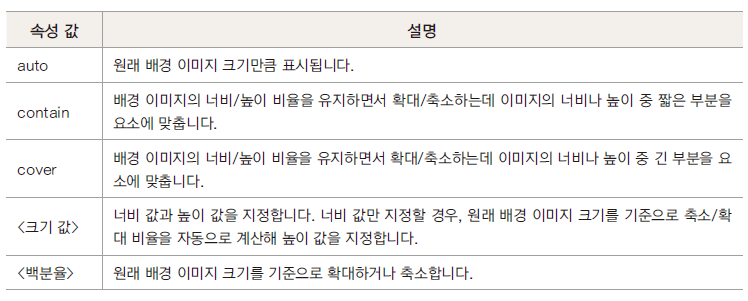 속성 값 설명
auto 원래 배경 이미지 크기만큼 표시됩니다.
contain 배경 이미지의 너비/높이 비율을 유지하면서 확대/축소하는데 이미지의 너비나 높이 중 짧은 부분을
요소에 맞춥니다.
cover 배경 이미지의 너비/높이 비율을 유지하면서 확대/축소하는데 이미지의 너비나 높이 중 긴 부분을 요
소에 맞춥니다.
<크기 값> 너비 값과 높이 값을 지정합니다. 너비 값만 지정할 경우, 원래 배경 이미지 크기를 기준으로 축소/확
대 비율을 자동으로 계산해 높이 값을 지정합니다.
<백분율> 원래 배경 이미지 크기를 기준으로 확대하거나 축소합니다.